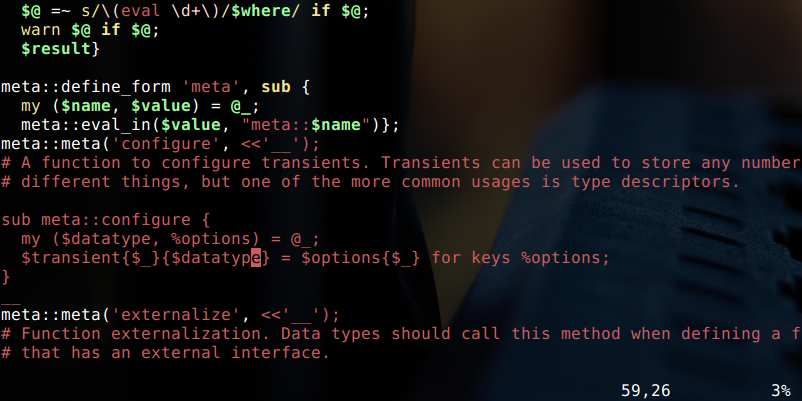 $@ =~ s/\(eval \d+\)/$where/ if $@;
warn $@ if $@;
$result}
meta::define_form 'meta', sub {
my ($name, $value) = @_;
meta::eval_in($value, "meta::$name")};
meta::meta('configure', <<'__');
# A function to configure transients. Transients can be used to store any number
# different things, but one of the more common usages is type descriptors.
sub meta::configure {
my ($datatype, %options) = @_;
$transient{$_}{$datatype} = $options{$_} for keys %options;
}
__
meta::meta('externalize', <<'__');
# Function externalization. Data types should call this method when defining a f
# that has an external interface.
59,26 3%